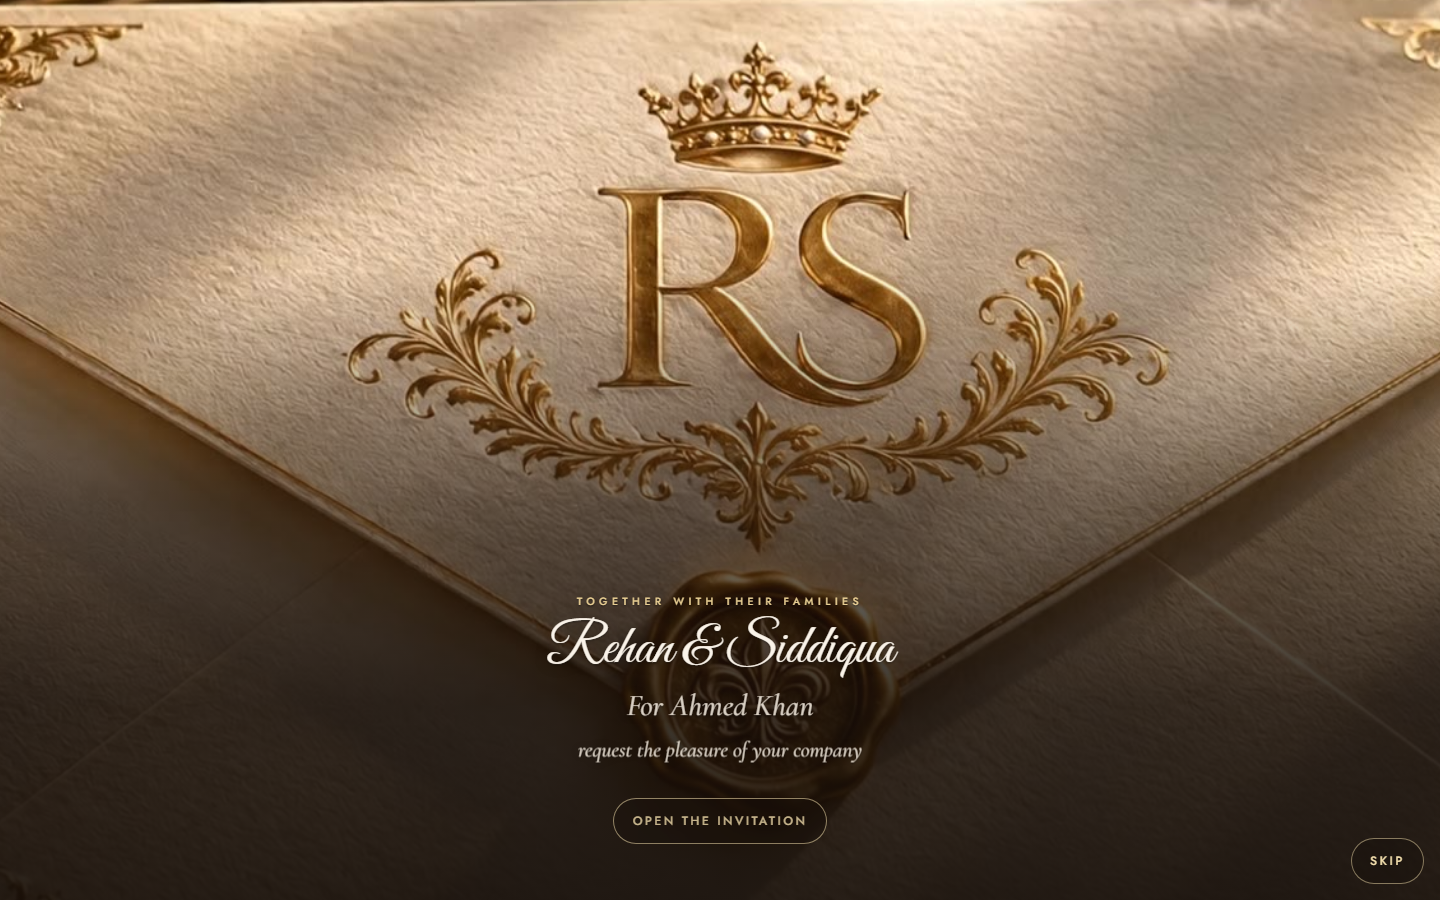 RS
TOGETHER WITH THEIR FAMILIES
Rehan & Siddiqua
For Ahmed Khan
request the pleasure of your company
OPEN THE INVITATION
SKIP